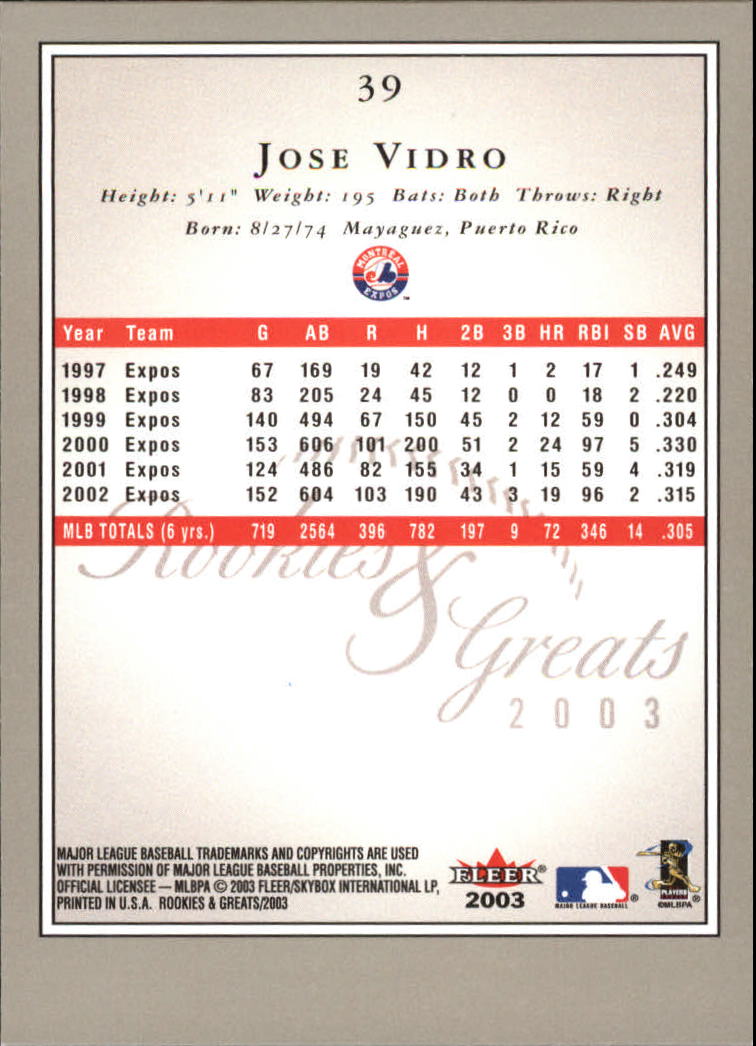 39
JOSE VIDRO
Height: 5'11" Weight: 195 Bats: Both Throws: Right
Born: 8/27/74 Mayaguez, Puerto Rico
MONTREAL
EXPOS
™
Year Team G AB R H 2B 3B HR RBI SB AVG
1997 Expos 67 169 19 42 12 1 2 17 1 .249
1998 Expos 83 205 24 45 12 0 0 18 2 .220
1999 Expos 140 494 67 150 45 2 12 59 0 .304
2000 Expos 153 606 101 200 51 2 24 97 5 .330
2001 Expos 124 486 82 155 34 1 15 59 4 .319
2002 Expos 152 604 103 190 43 3 19 96 2 .315
MLB TOTALS (6 yrs.) 719 2564 396 782 197 9 72 346 14 .305
Rookies
&
Greats
2003
MAJOR LEAGUE BASEBALL TRADEMARKS AND COPYRIGHTS ARE USED
WITH PERMISSION OF MAJOR LEAGUE BASEBALL PROPERTIES, INC.
OFFICIAL LICENSEE — MLBPA © 2003 FLEER/SKYBOX INTERNATIONAL LP,
PRINTED IN U.S.A. ROOKIES & GREATS/2003
FLEER®
2003
MAJOR LEAGUE BASEBALL ®
PLAYERS
©MLBPA ®